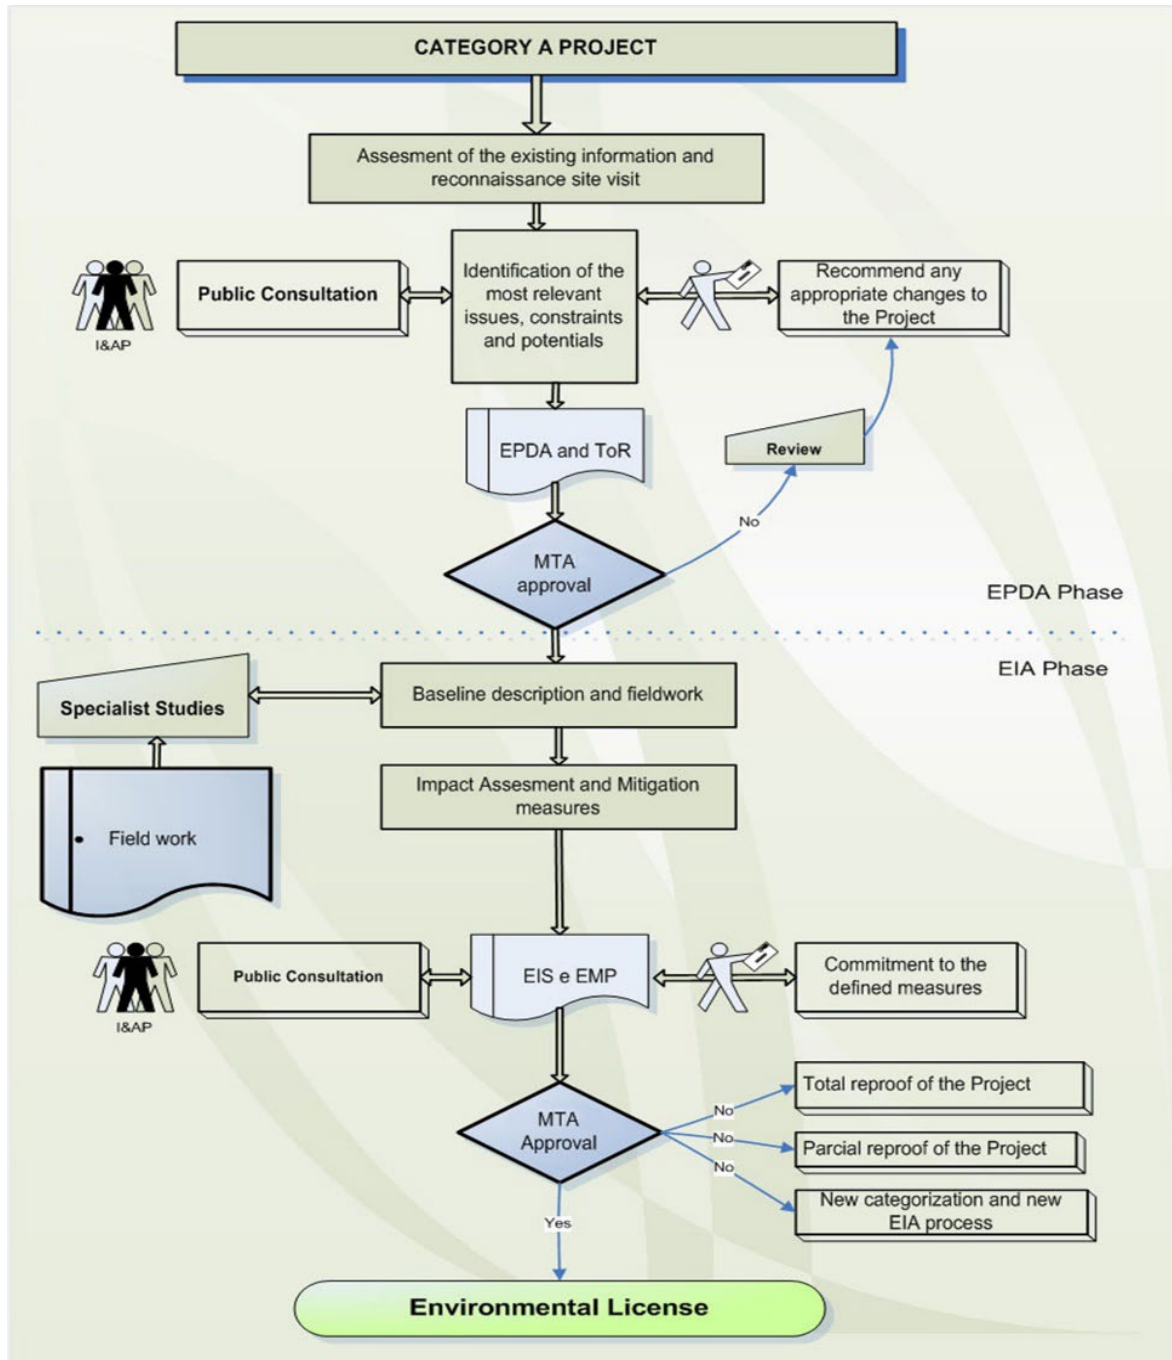 CATEGORY A PROJECT
Assesment of the existing information and
reconnaissance site visit
I&AP
Public Consultation
Identification of the
most relevant
issues, constraints
and potentials
Recommend any
appropriate changes to
the Project
EPDA and ToR
Review
No
MTA
approval
EPDA Phase
EIA Phase
Specialist Studies
Baseline description and fieldwork
Field work
Impact Assesment and Mitigation
measures
I&AP
Public Consultation
EIS e EMP
Commitment to the
defined measures
MTA
Approval
No
Total reproof of the Project
No
Parcial reproof of the Project
No
New categorization and new
EIA process
Yes
Environmental License